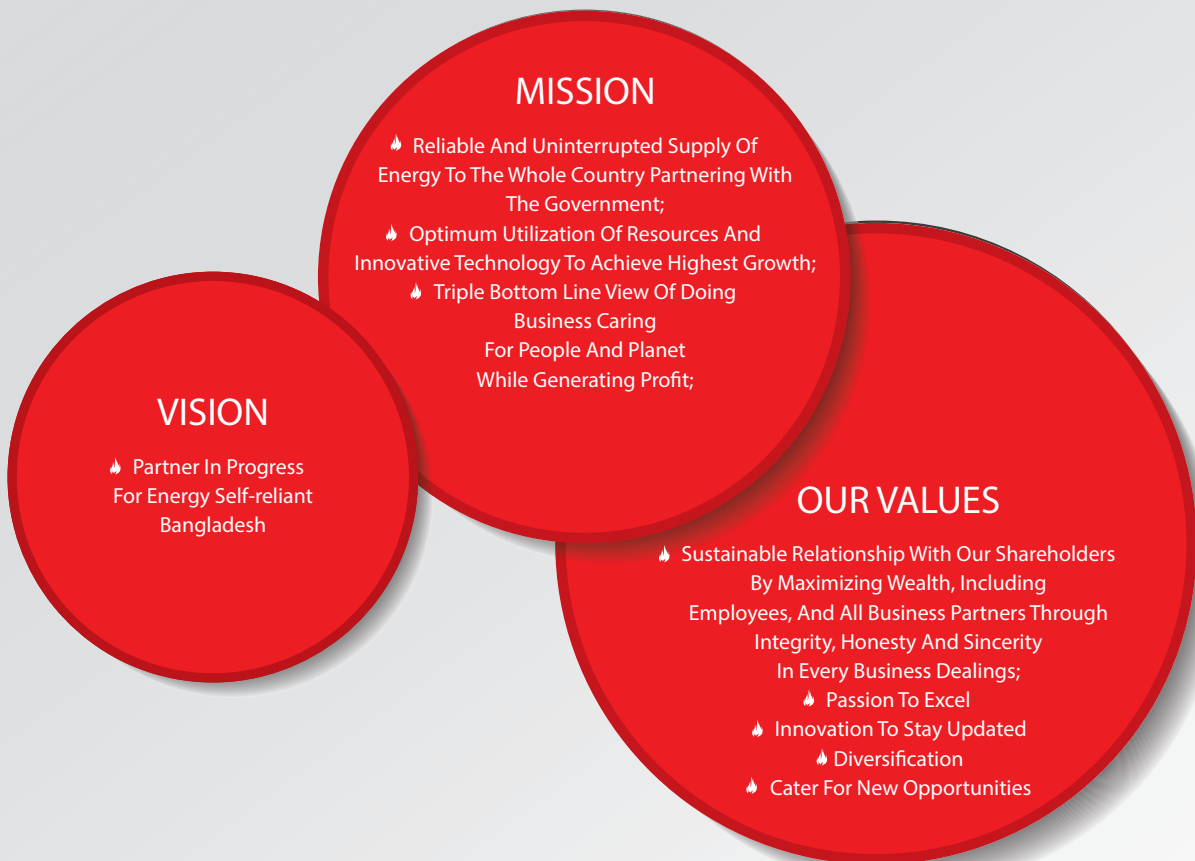 MISSION
Reliable And Uninterrupted Supply Of
Energy To The Whole Country Partnering With
The Government;
Optimum Utilization Of Resources And
Innovative Technology To Achieve Highest Growth;
Triple Bottom Line View Of Doing
Business Caring
For People And Planet
While Generating Profit;
VISION
Partner In Progress
For Energy Self-reliant
Bangladesh
OUR VALUES
Sustainable Relationship With Our Shareholders
By Maximizing Wealth, Including
Employees, And All Business Partners Through
Integrity, Honesty And Sincerity
In Every Business Dealings;
Passion To Excel
Innovation To Stay Updated
Diversification
Cater For New Opportunities